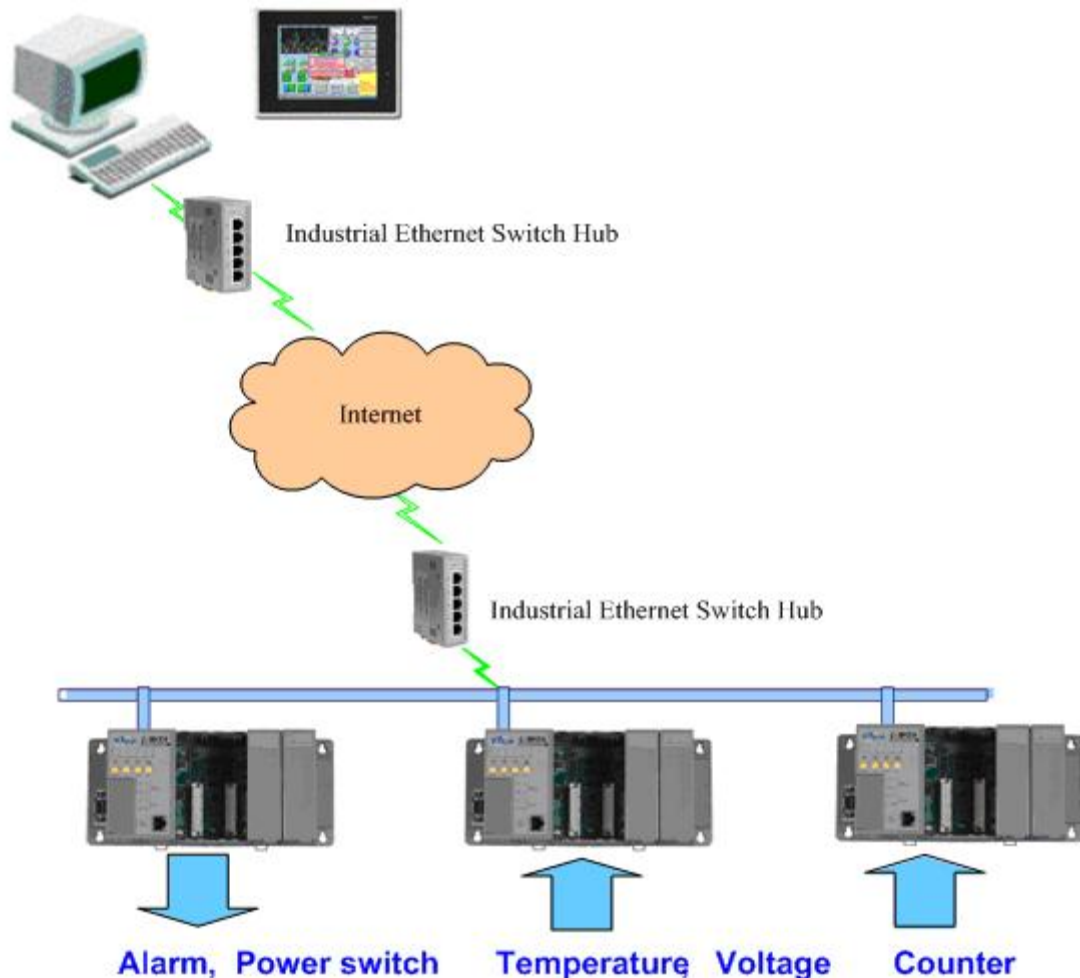 Industrial Ethernet Switch Hub
Internet
Industrial Ethernet Switch Hub
Alarm, Power switch
Temperature Voltage
Counter